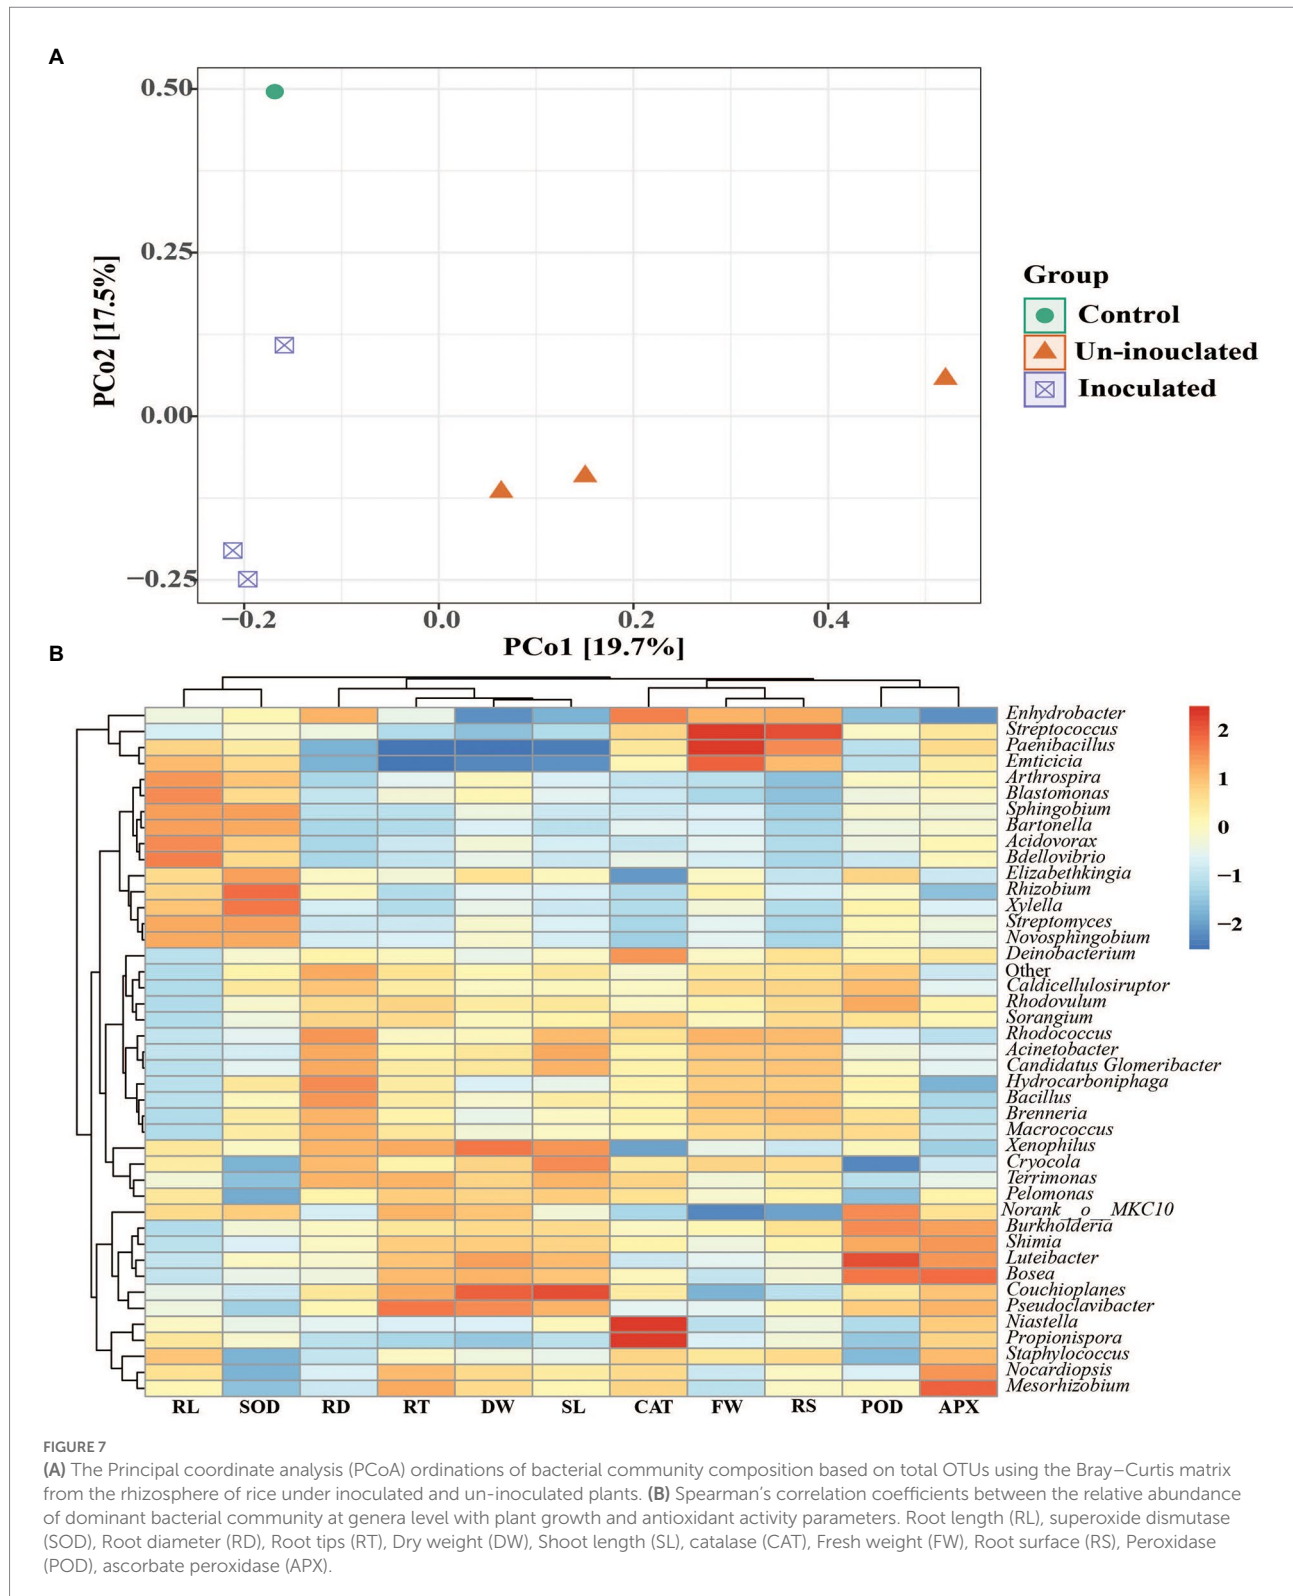 A
0.50
0.25
0.00
−0.25
PCo2 [17.5%]
−0.2
0.0
0.2
0.4
PCo1 [19.7%]
Group
Control
Un-inouclated
Inoculated
B
Enhydrobacter
Streptococcus
Paenibacillus
Emticicia
Arthrospira
Blastomonas
Sphingobium
Bartonella
Acidovorax
Bdellovibrio
Elizabethkingia
Rhizobium
Xylella
Streptomyces
Novosphingobium
Deinobacterium
Other
Caldicellulosiruptor
Rhodovulum
Sorangium
Rhodococcus
Acinetobacter
Candidatus Glomeribacter
Hydrocarboniphaga
Bacillus
Brenneria
Macrococcus
Xenophilus
Cryocola
Terrimonas
Pelomonas
Norank__o__MKC10
Burkholderia
Shimia
Luteibacter
Bosea
Couchioplanes
Pseudoclavibacter
Niastella
Propionispora
Staphylococcus
Nocardiopsis
Mesorhizobium
2
1
0
−1
−2
RL SOD RD RT DW SL CAT FW RS POD APX
FIGURE 7
(A) The Principal coordinate analysis (PCoA) ordinations of bacterial community composition based on total OTUs using the Bray–Curtis matrix
from the rhizosphere of rice under inoculated and un-inoculated plants. (B) Spearman's correlation coefficients between the relative abundance
of dominant bacterial community at genera level with plant growth and antioxidant activity parameters. Root length (RL), superoxide dismutase
(SOD), Root diameter (RD), Root tips (RT), Dry weight (DW), Shoot length (SL), catalase (CAT), Fresh weight (FW), Root surface (RS), Peroxidase
(POD), ascorbate peroxidase (APX).